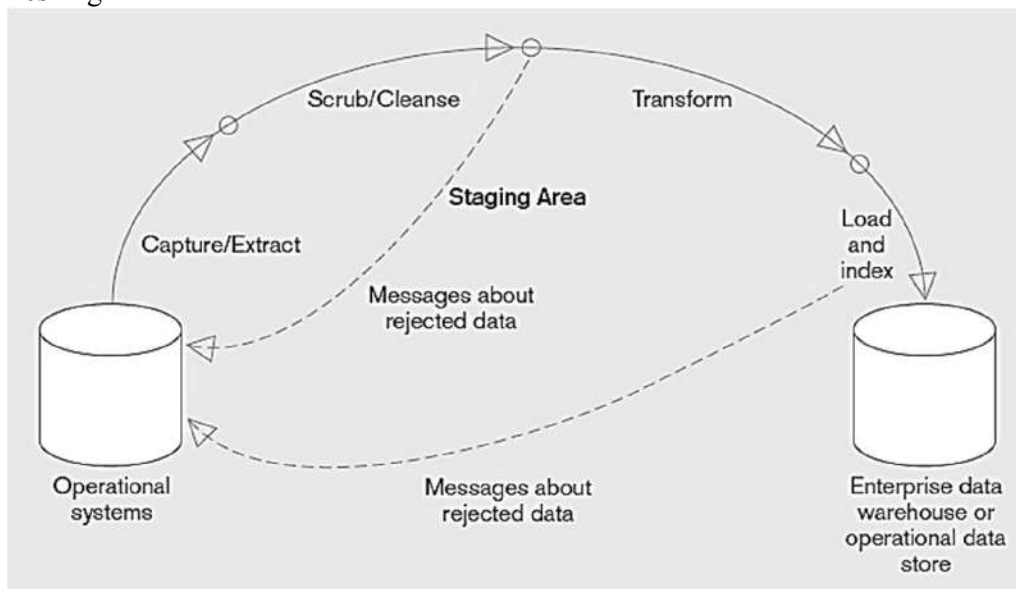 Scrub/Cleanse
Transform
Staging Area
Capture/Extract
Load
and
index
Messages about
rejected data
Operational
systems
Messages about
rejected data
Enterprise data
warehouse or
operational data
store